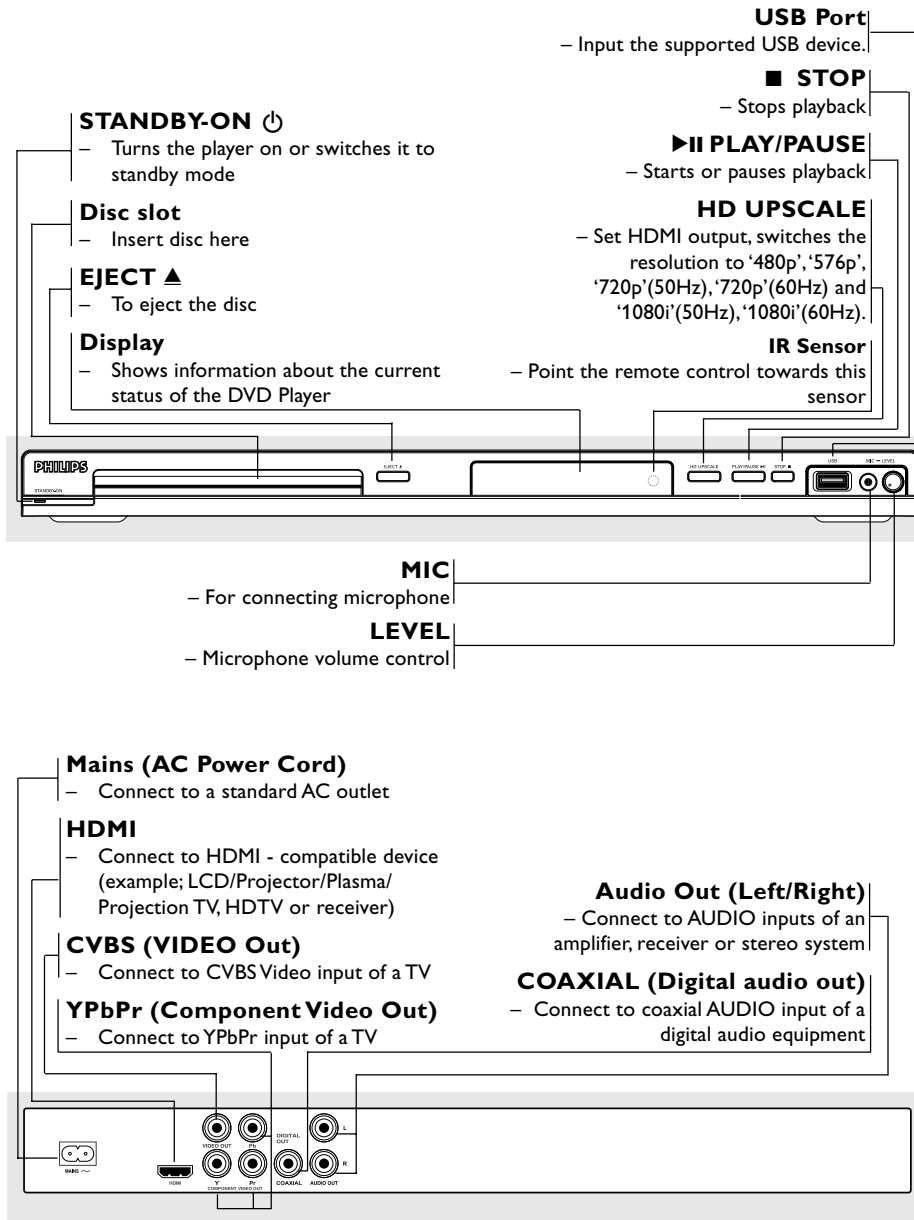 USB Port
– Input the supported USB device.
■ STOP
– Stops playback
▶II PLAY/PAUSE
– Starts or pauses playback
HD UPSCALE
– Set HDMI output, switches the
resolution to ‘480p’, ‘576p’,
‘720p’(50Hz), ‘720p’(60Hz) and
‘1080i’(50Hz), ‘1080i’(60Hz).
IR Sensor
– Point the remote control towards this
sensor
STANDBY-ON ⏻
– Turns the player on or switches it to
standby mode
Disc slot
– Insert disc here
EJECT ▲
– To eject the disc
Display
– Shows information about the current
status of the DVD Player
PHILIPS
STANDBY-ON
EJECT ▲
HD UPSCALE
PLAY/PAUSE ▶II
STOP ■
USB
MIC – LEVEL
MIC
– For connecting microphone
LEVEL
– Microphone volume control
Mains (AC Power Cord)
– Connect to a standard AC outlet
HDMI
– Connect to HDMI - compatible device
(example; LCD/Projector/Plasma/
Projection TV, HDTV or receiver)
CVBS (VIDEO Out)
– Connect to CVBS Video input of a TV
YPbPr (Component Video Out)
– Connect to YPbPr input of a TV
Audio Out (Left/Right)
– Connect to AUDIO inputs of an
amplifier, receiver or stereo system
COAXIAL (Digital audio out)
– Connect to coaxial AUDIO input of a
digital audio equipment
MAINS ~
HDMI
VIDEO OUT
Pb
DIGITAL
OUT
L
Y
Pr
COMPONENT VIDEO OUT
COAXIAL
AUDIO OUT
R